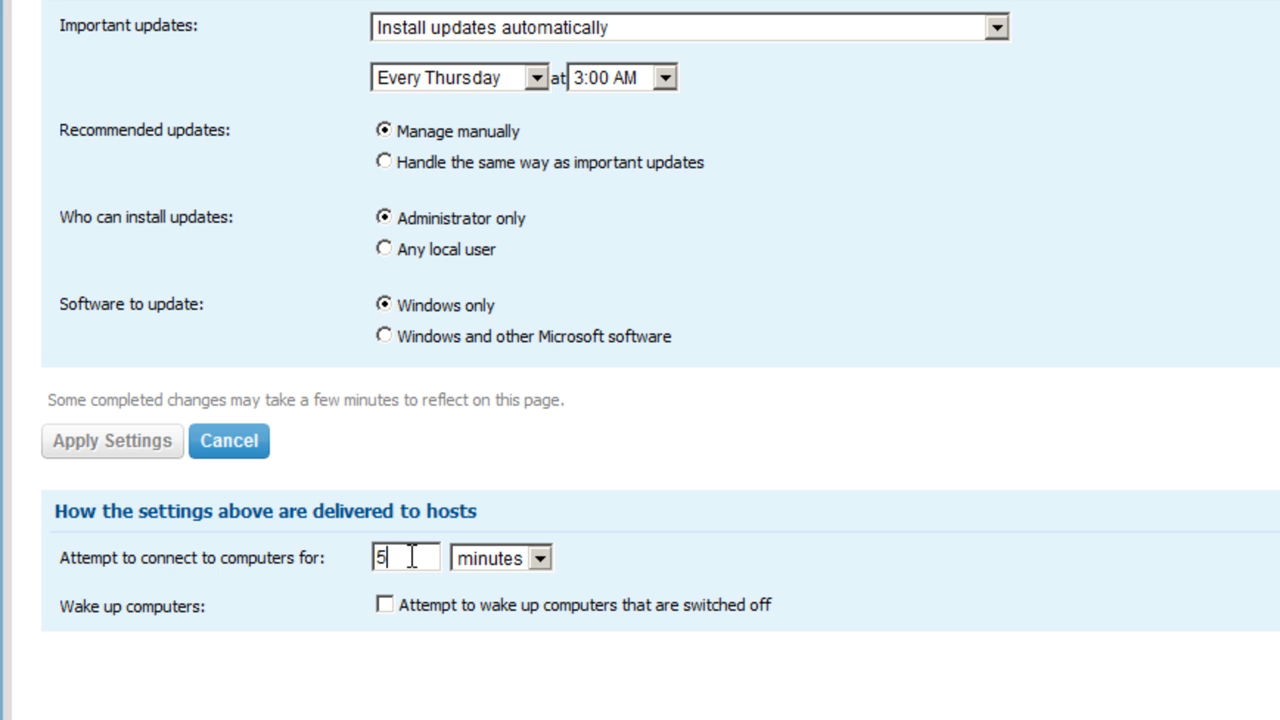 Important updates: Install updates automatically
Every Thursday at 3:00 AM
Recommended updates: Manage manually
Handle the same way as important updates
Who can install updates: Administrator only
Any local user
Software to update: Windows only
Windows and other Microsoft software
Some completed changes may take a few minutes to reflect on this page.
Apply Settings Cancel
How the settings above are delivered to hosts
Attempt to connect to computers for: 5 minutes
Wake up computers: Attempt to wake up computers that are switched off